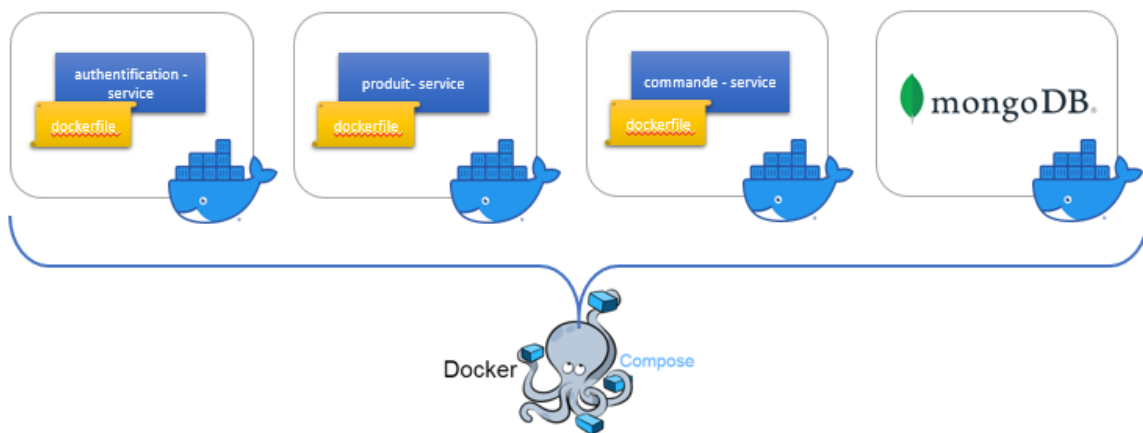 authentification -
service
dockerfile
produit- service
dockerfile
commande - service
dockerfile
mongoDB®
Docker
Compose